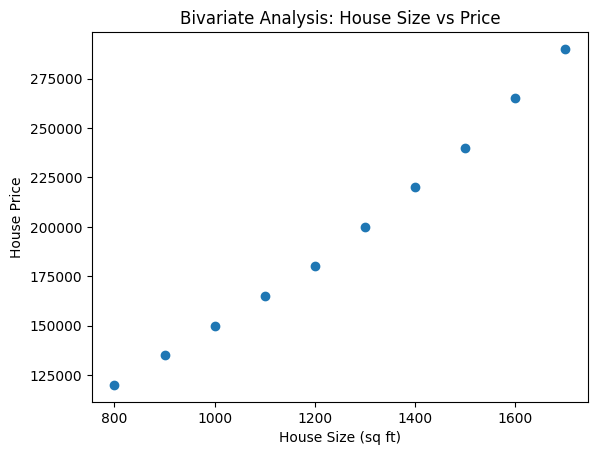 Bivariate Analysis: House Size vs Price
275000
250000
225000
200000
175000
150000
125000
House Price
800 1000 1200 1400 1600
House Size (sq ft)